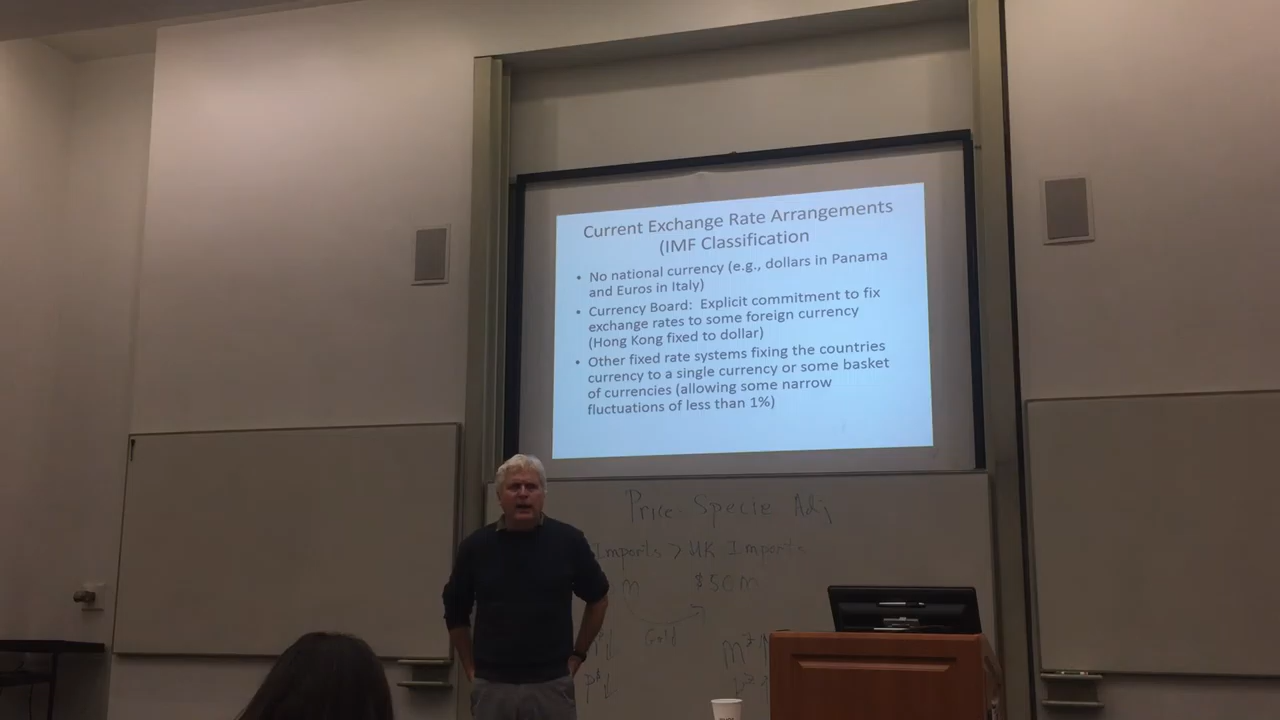 Current Exchange Rate Arrangements
(IMF Classification
• No national currency (e.g., dollars in Panama
and Euros in Italy)
• Currency Board: Explicit commitment to fix
exchange rates to some foreign currency
(Hong Kong fixed to dollar)
• Other fixed rate systems fixing the countries
currency to a single currency or some basket
of currencies (allowing some narrow
fluctuations of less than 1%)
Price-Specie Adj
Imports > UK Imports
m $50m
Gold